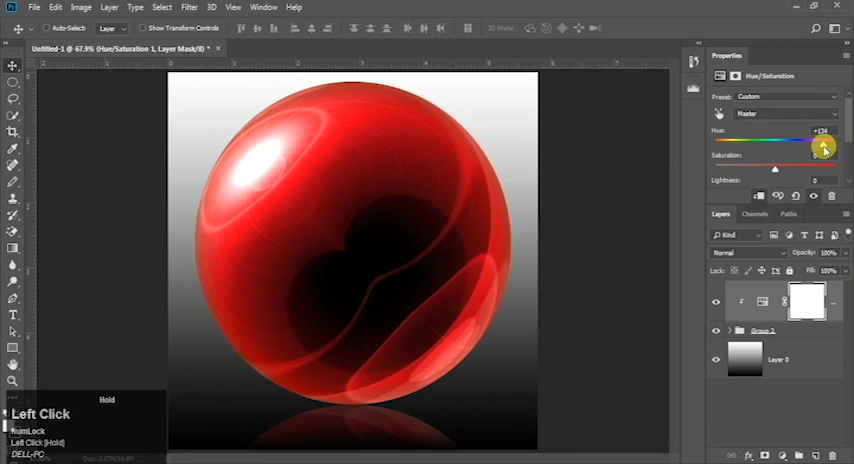 Ps File Edit Image Layer Type Select Filter 3D View Window Help
Auto-Select: Layer Show Transform Controls 3D Mode:
Untitled-1 @ 67.9% (Hue/Saturation 1, Layer Mask/8) * ×
Properties
Hue/Saturation
Preset: Custom
Master
Hue: +134
Saturation: 0
Lightness: 0
Layers Channels Paths
Kind
Normal Opacity: 100%
Lock: Fill: 100%
Group 2
Layer 0
Hold
Left Click
NumLock
Left Click [Hold]
DELL-PC